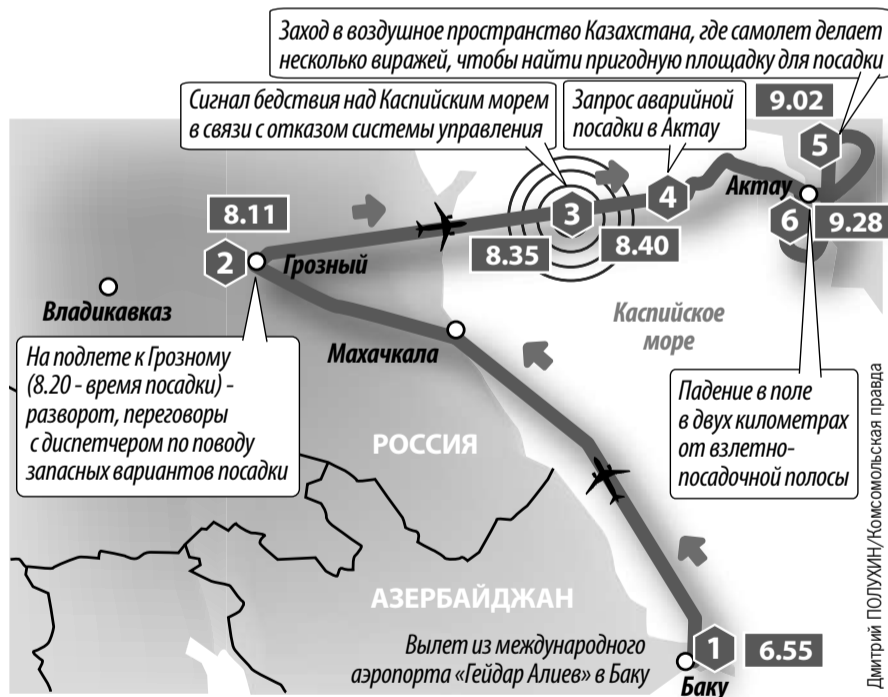 Заход в воздушное пространство Казахстана, где самолет делает
несколько виражей, чтобы найти пригодную площадку для посадки
Сигнал бедствия над Каспийским морем
в связи с отказом системы управления
Запрос аварийной
посадки в Актау
9.02
5
Актау
4
3
6
9.28
8.11
8.35
8.40
2
Грозный
Владикавказ
Каспийское
море
Махачкала
На подлете к Грозному
(8.20 - время посадки) -
разворот, переговоры
с диспетчером по поводу
запасных вариантов посадки
Падение в поле
в двух километрах
от взлетно-
посадочной полосы
РОССИЯ
АЗЕРБАЙДЖАН
Вылет из международного
аэропорта «Гейдар Алиев» в Баку
1
6.55
Баку
Дмитрий ПОЛУХИН/Комсомольская правда